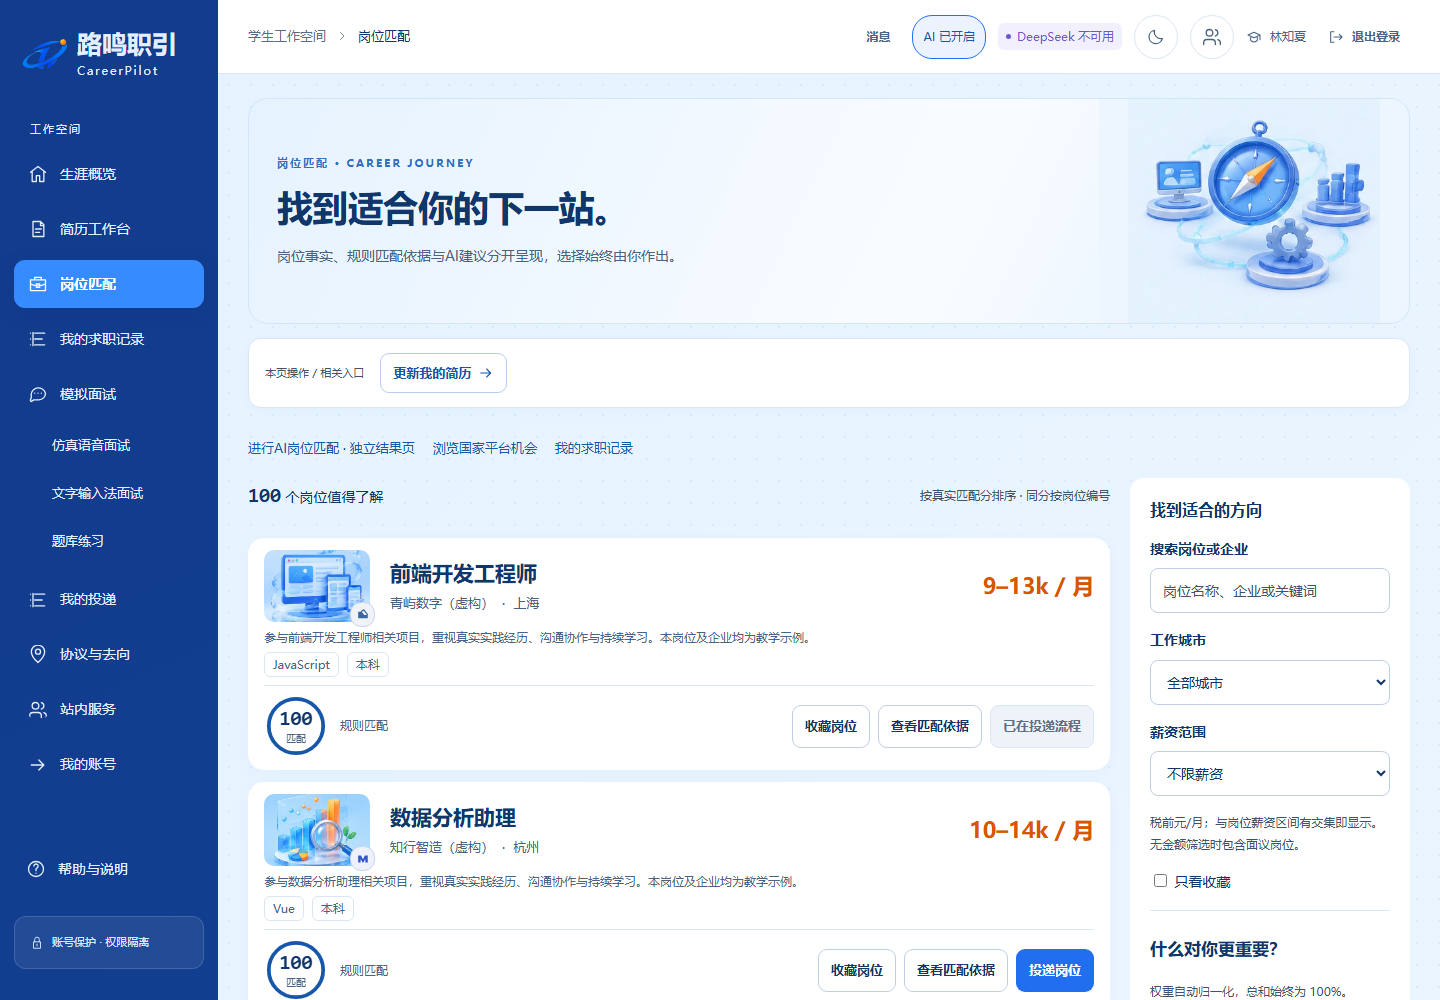 路鸣职引
CareerPilot
工作空间
生涯概览
简历工作台
岗位匹配
我的求职记录
模拟面试
仿真语音面试
文字输入法面试
题库练习
我的投递
协议与去向
站内服务
我的账号
帮助与说明
账号保护 · 权限隔离
学生工作空间 > 岗位匹配
消息
AI 已开启
DeepSeek 不可用
林知夏
退出登录
岗位匹配 • CAREER JOURNEY
找到适合你的下一站。
岗位事实、规则匹配依据与AI建议分开呈现，选择始终由你作出。
本页操作 / 相关入口
更新我的简历 →
进行AI岗位匹配 · 独立结果页 浏览国家平台机会 我的求职记录
100 个岗位值得了解
按真实匹配分排序 · 同分按岗位编号
前端开发工程师
青屿数字（虚构） · 上海
9–13k / 月
参与前端开发工程师相关项目，重视真实实践经历、沟通协作与持续学习。本岗位及企业均为教学示例。
JavaScript 本科
100
匹配
规则匹配
收藏岗位 查看匹配依据 已在投递流程
数据分析助理
知行智造（虚构） · 杭州
10–14k / 月
M
参与数据分析助理相关项目，重视真实实践经历、沟通协作与持续学习。本岗位及企业均为教学示例。
Vue 本科
100
匹配
规则匹配
收藏岗位 查看匹配依据 投递岗位
找到适合的方向
搜索岗位或企业
岗位名称、企业或关键词
工作城市
全部城市
薪资范围
不限薪资
税前元/月；与岗位薪资区间有交集即显示。
无金额筛选时包含面议岗位。
只看收藏
什么对你更重要？
权重自动归一化，总和始终为 100%。